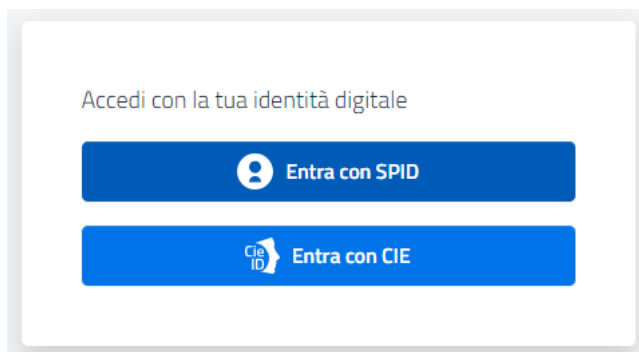 Accedi con la tua identità digitale
Entra con SPID
Cie
ID
Entra con CIE